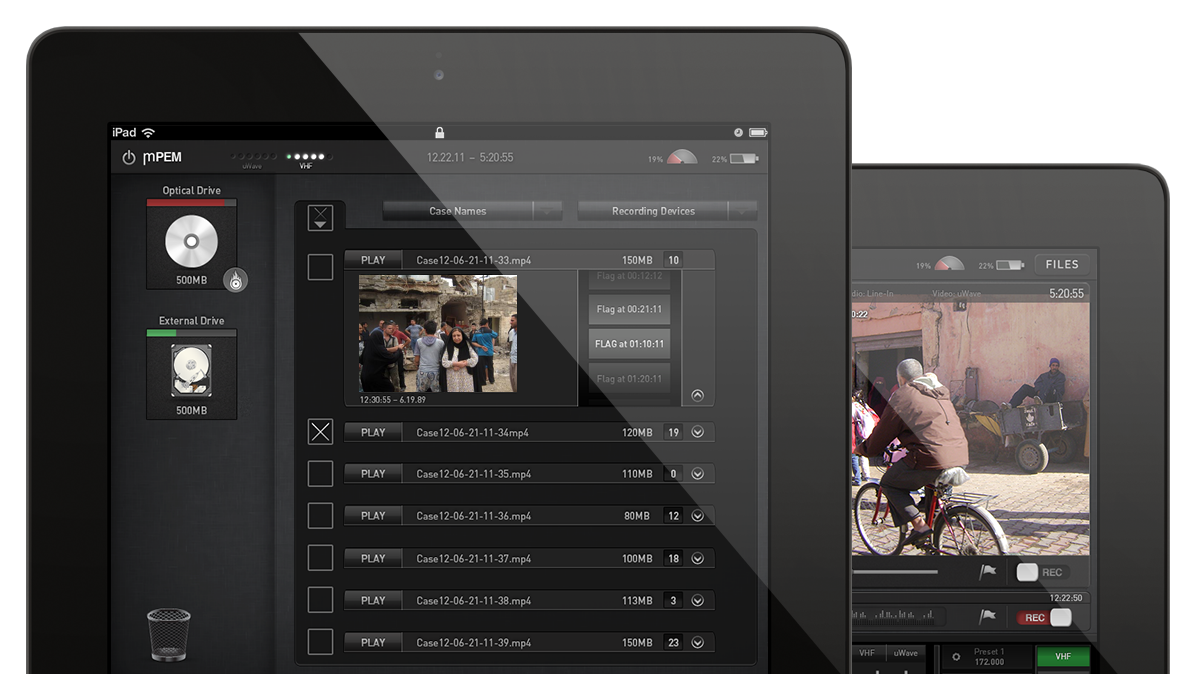 iPad
mPEM
uWave
VHF
12.22.11 – 5:20:55
19%
22%
Optical Drive
500MB
External Drive
500MB
Case Names
Recording Devices
PLAY Case12-06-21-11-33.mp4 150MB 10
Flag at 00:12:12
Flag at 00:21:11
FLAG at 01:10:11
Flag at 01:20:11
12:30:55 – 6.19.89
PLAY Case12-06-21-11-34mp4 120MB 19
PLAY Case12-06-21-11-35.mp4 110MB 0
PLAY Case12-06-21-11-36.mp4 80MB 12
PLAY Case12-06-21-11-37.mp4 100MB 18
PLAY Case12-06-21-11-38.mp4 113MB 3
PLAY Case12-06-21-11-39.mp4 150MB 23
19%
22%
FILES
dio: Line-In Video: uWave 5:20:55
0:22
REC
12:22:50
REC
VHF uWave
Preset 1
172.000
VHF